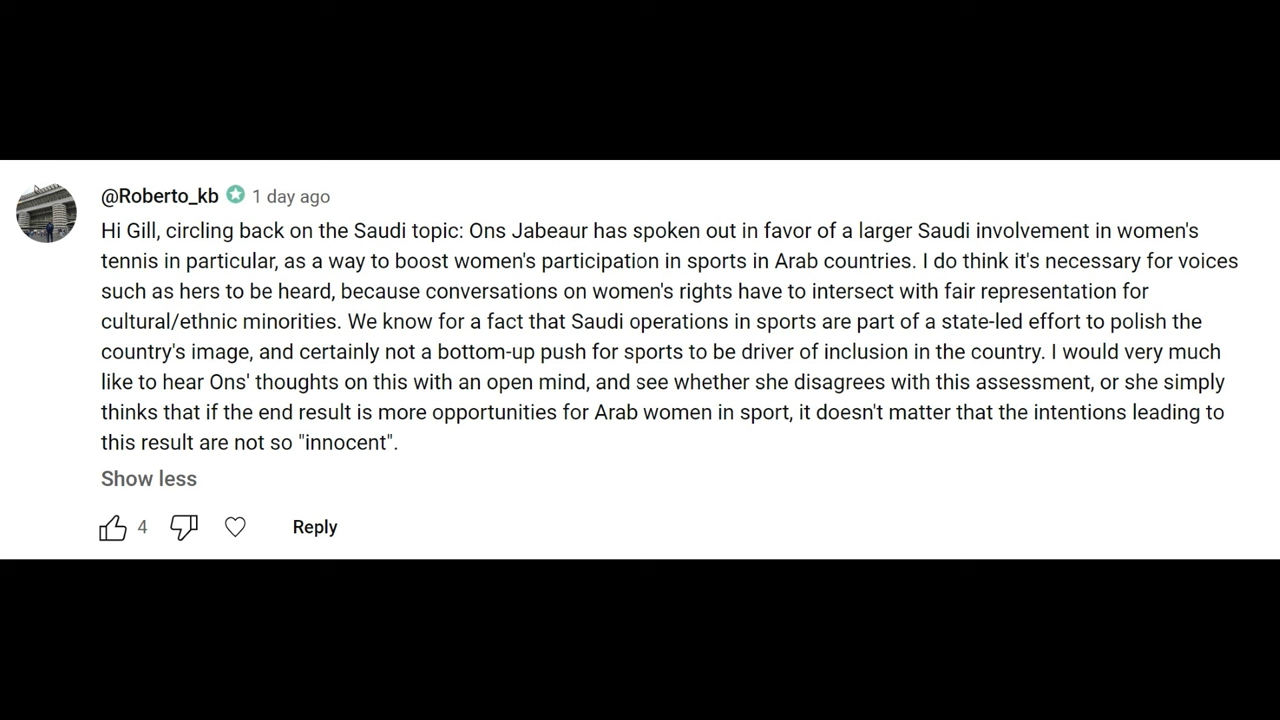 @Roberto_kb 1 day ago
Hi Gill, circling back on the Saudi topic: Ons Jabeaur has spoken out in favor of a larger Saudi involvement in women's
tennis in particular, as a way to boost women's participation in sports in Arab countries. I do think it's necessary for voices
such as hers to be heard, because conversations on women's rights have to intersect with fair representation for
cultural/ethnic minorities. We know for a fact that Saudi operations in sports are part of a state-led effort to polish the
country's image, and certainly not a bottom-up push for sports to be driver of inclusion in the country. I would very much
like to hear Ons' thoughts on this with an open mind, and see whether she disagrees with this assessment, or she simply
thinks that if the end result is more opportunities for Arab women in sport, it doesn't matter that the intentions leading to
this result are not so "innocent".
Show less
4 Reply